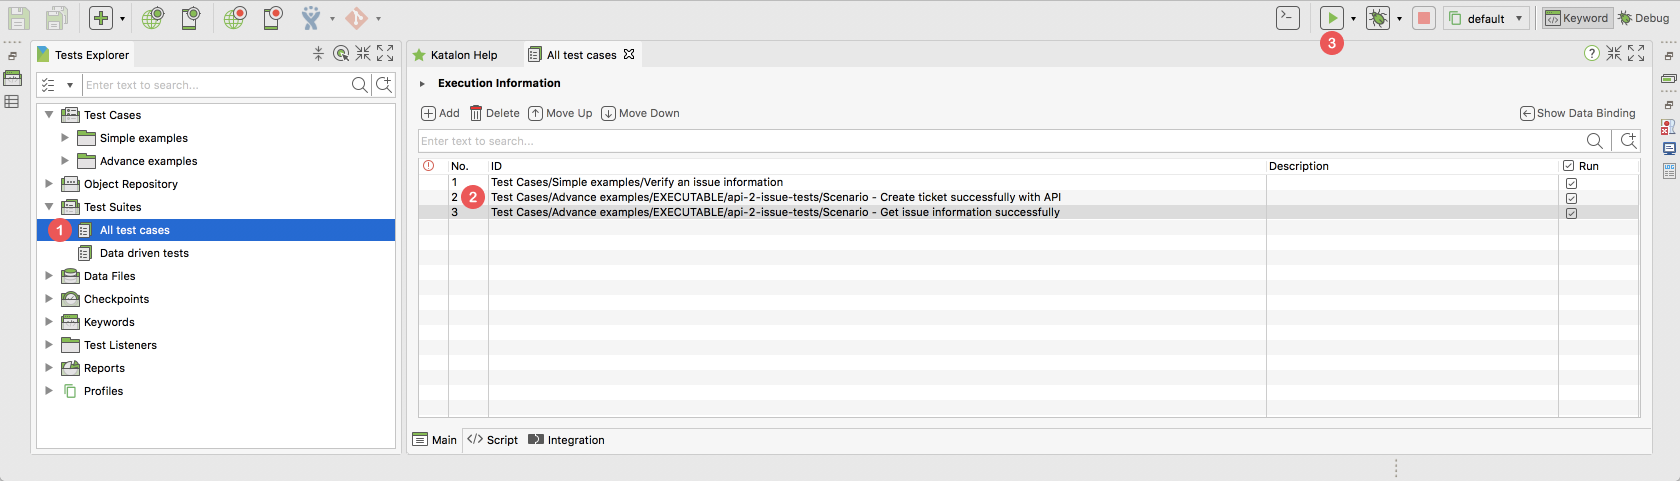 default
Keyword
Debug
3
Tests Explorer
Katalon Help
All test cases
Enter text to search...
Execution Information
Add
Delete
Move Up
Move Down
Show Data Binding
Enter text to search...
Test Cases
Simple examples
Advance examples
Object Repository
Test Suites
1
All test cases
Data driven tests
Data Files
Checkpoints
Keywords
Test Listeners
Reports
Profiles
No. ID Description Run
1 Test Cases/Simple examples/Verify an issue information
2 2 Test Cases/Advance examples/EXECUTABLE/api-2-issue-tests/Scenario - Create ticket successfully with API
3 Test Cases/Advance examples/EXECUTABLE/api-2-issue-tests/Scenario - Get issue information successfully
Main
Script
Integration